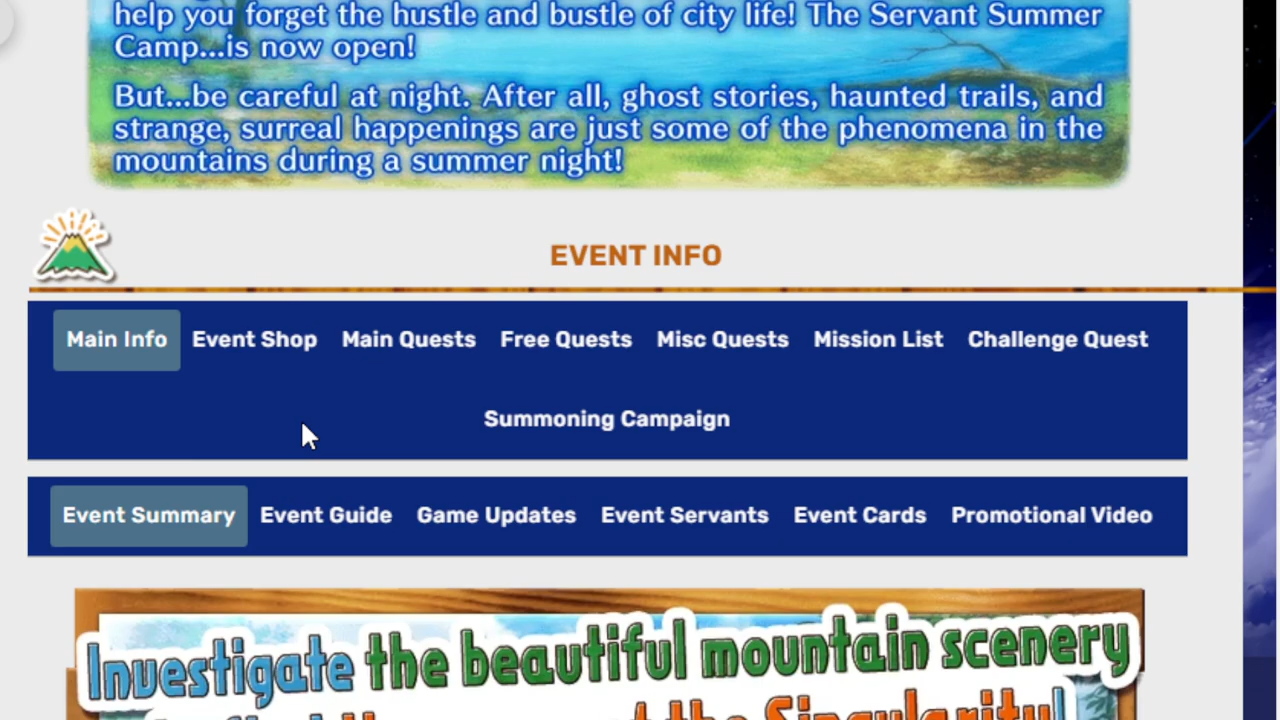 help you forget the hustle and bustle of city life! The Servant Summer
Camp...is now open!
But...be careful at night. After all, ghost stories, haunted trails, and
strange, surreal happenings are just some of the phenomena in the
mountains during a summer night!
EVENT INFO
Main Info Event Shop Main Quests Free Quests Misc Quests Mission List Challenge Quest
Summoning Campaign
Event Summary Event Guide Game Updates Event Servants Event Cards Promotional Video
Investigate the beautiful mountain scenery
the Singularity!